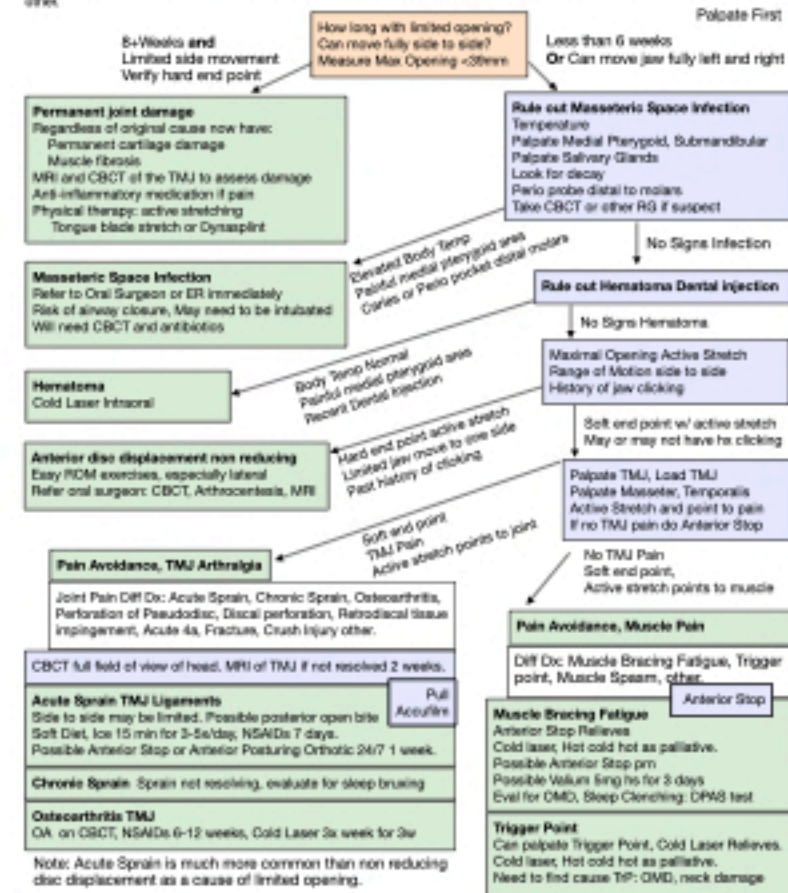 other.
Palpate First
How long with limited opening?
Can move fully side to side?
Measure Max Opening <39mm
8+Weeks and
Limited side movement
Verify hard end point
Less than 6 weeks
Or Can move jaw fully left and right
Permanent joint damage
Regardless of original cause now have:
Permanent cartilage damage
Muscle fibrosis
MRI and CBCT of the TMJ to assess damage
Anti-inflammatory medication if pain
Physical therapy: active stretching
Tongue blade stretch or Dynasplint
Rule out Masseteric Space Infection
Temperature
Palpate Medial Pterygoid, Submandibular
Palpate Salivary Glands
Look for decay
Perio probe distal to molars
Take CBCT or other RG if suspect
Elevated Body Temp
Painful medial pterygoid area
Caries or Perio pocket distal molars
No Signs Infection
Masseteric Space Infection
Refer to Oral Surgeon or ER immediately
Risk of airway closure, May need to be intubated
Will need CBCT and antibiotics
Rule out Hematoma Dental injection
No Signs Hematoma
Body Temp Normal
Painful medial pterygoid area
Recent Dental Injection
Hematoma
Cold Laser Intraoral
Maximal Opening Active Stretch
Range of Motion side to side
History of jaw clicking
Hard end point active stretch
Limited jaw move to one side
Past history of clicking
Soft end point w/ active stretch
May or may not have hx clicking
Anterior disc displacement non reducing
Easy ROM exercises, especially lateral
Refer oral surgeon: CBCT, Arthrocentesis, MRI
Palpate TMJ, Load TMJ
Palpate Masseter, Temporalis
Active Stretch and point to pain
If no TMJ pain do Anterior Stop
Soft end point
TMJ Pain
Active stretch points to joint
No TMJ Pain
Soft end point,
Active stretch points to muscle
Pain Avoidance, TMJ Arthralgia
Joint Pain Diff Dx: Acute Sprain, Chronic Sprain, Osteoarthritis,
Perforation of Pseudodisc, Discal perforation, Retrodiscal tissue
impingement, Acute 4a, Fracture, Crush Injury other.
CBCT full field of view of head. MRI of TMJ if not resolved 2 weeks.
Pull
Accufilm
Acute Sprain TMJ Ligaments
Side to side may be limited. Possible posterior open bite
Soft Diet, Ice 15 min for 3-5x/day, NSAIDs 7 days.
Possible Anterior Stop or Anterior Posturing Orthotic 24/7 1 week.
Chronic Sprain Sprain not resolving, evaluate for sleep bruxing
Osteoarthritis TMJ
OA on CBCT, NSAIDs 6-12 weeks, Cold Laser 3x week for 3w
Note: Acute Sprain is much more common than non reducing
disc displacement as a cause of limited opening.
Pain Avoidance, Muscle Pain
Diff Dx: Muscle Bracing Fatigue, Trigger
point, Muscle Spasm, other.
Anterior Stop
Muscle Bracing Fatigue
Anterior Stop Relieves
Cold laser, Hot cold hot as palliative.
Possible Anterior Stop prn
Possible Valium 5mg hs for 3 days
Eval for OMD, Sleep Clenching: DPAS test
Trigger Point
Can palpate Trigger Point, Cold Laser Relieves.
Cold laser, Hot cold hot as palliative.
Need to find cause TrP: OMD, neck damage